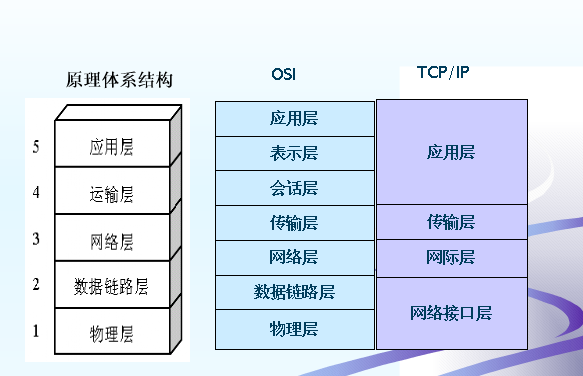 原理体系结构
5 应用层
4 运输层
3 网络层
2 数据链路层
1 物理层
OSI
应用层
表示层
会话层
传输层
网络层
数据链路层
物理层
TCP/IP
应用层
传输层
网际层
网络接口层